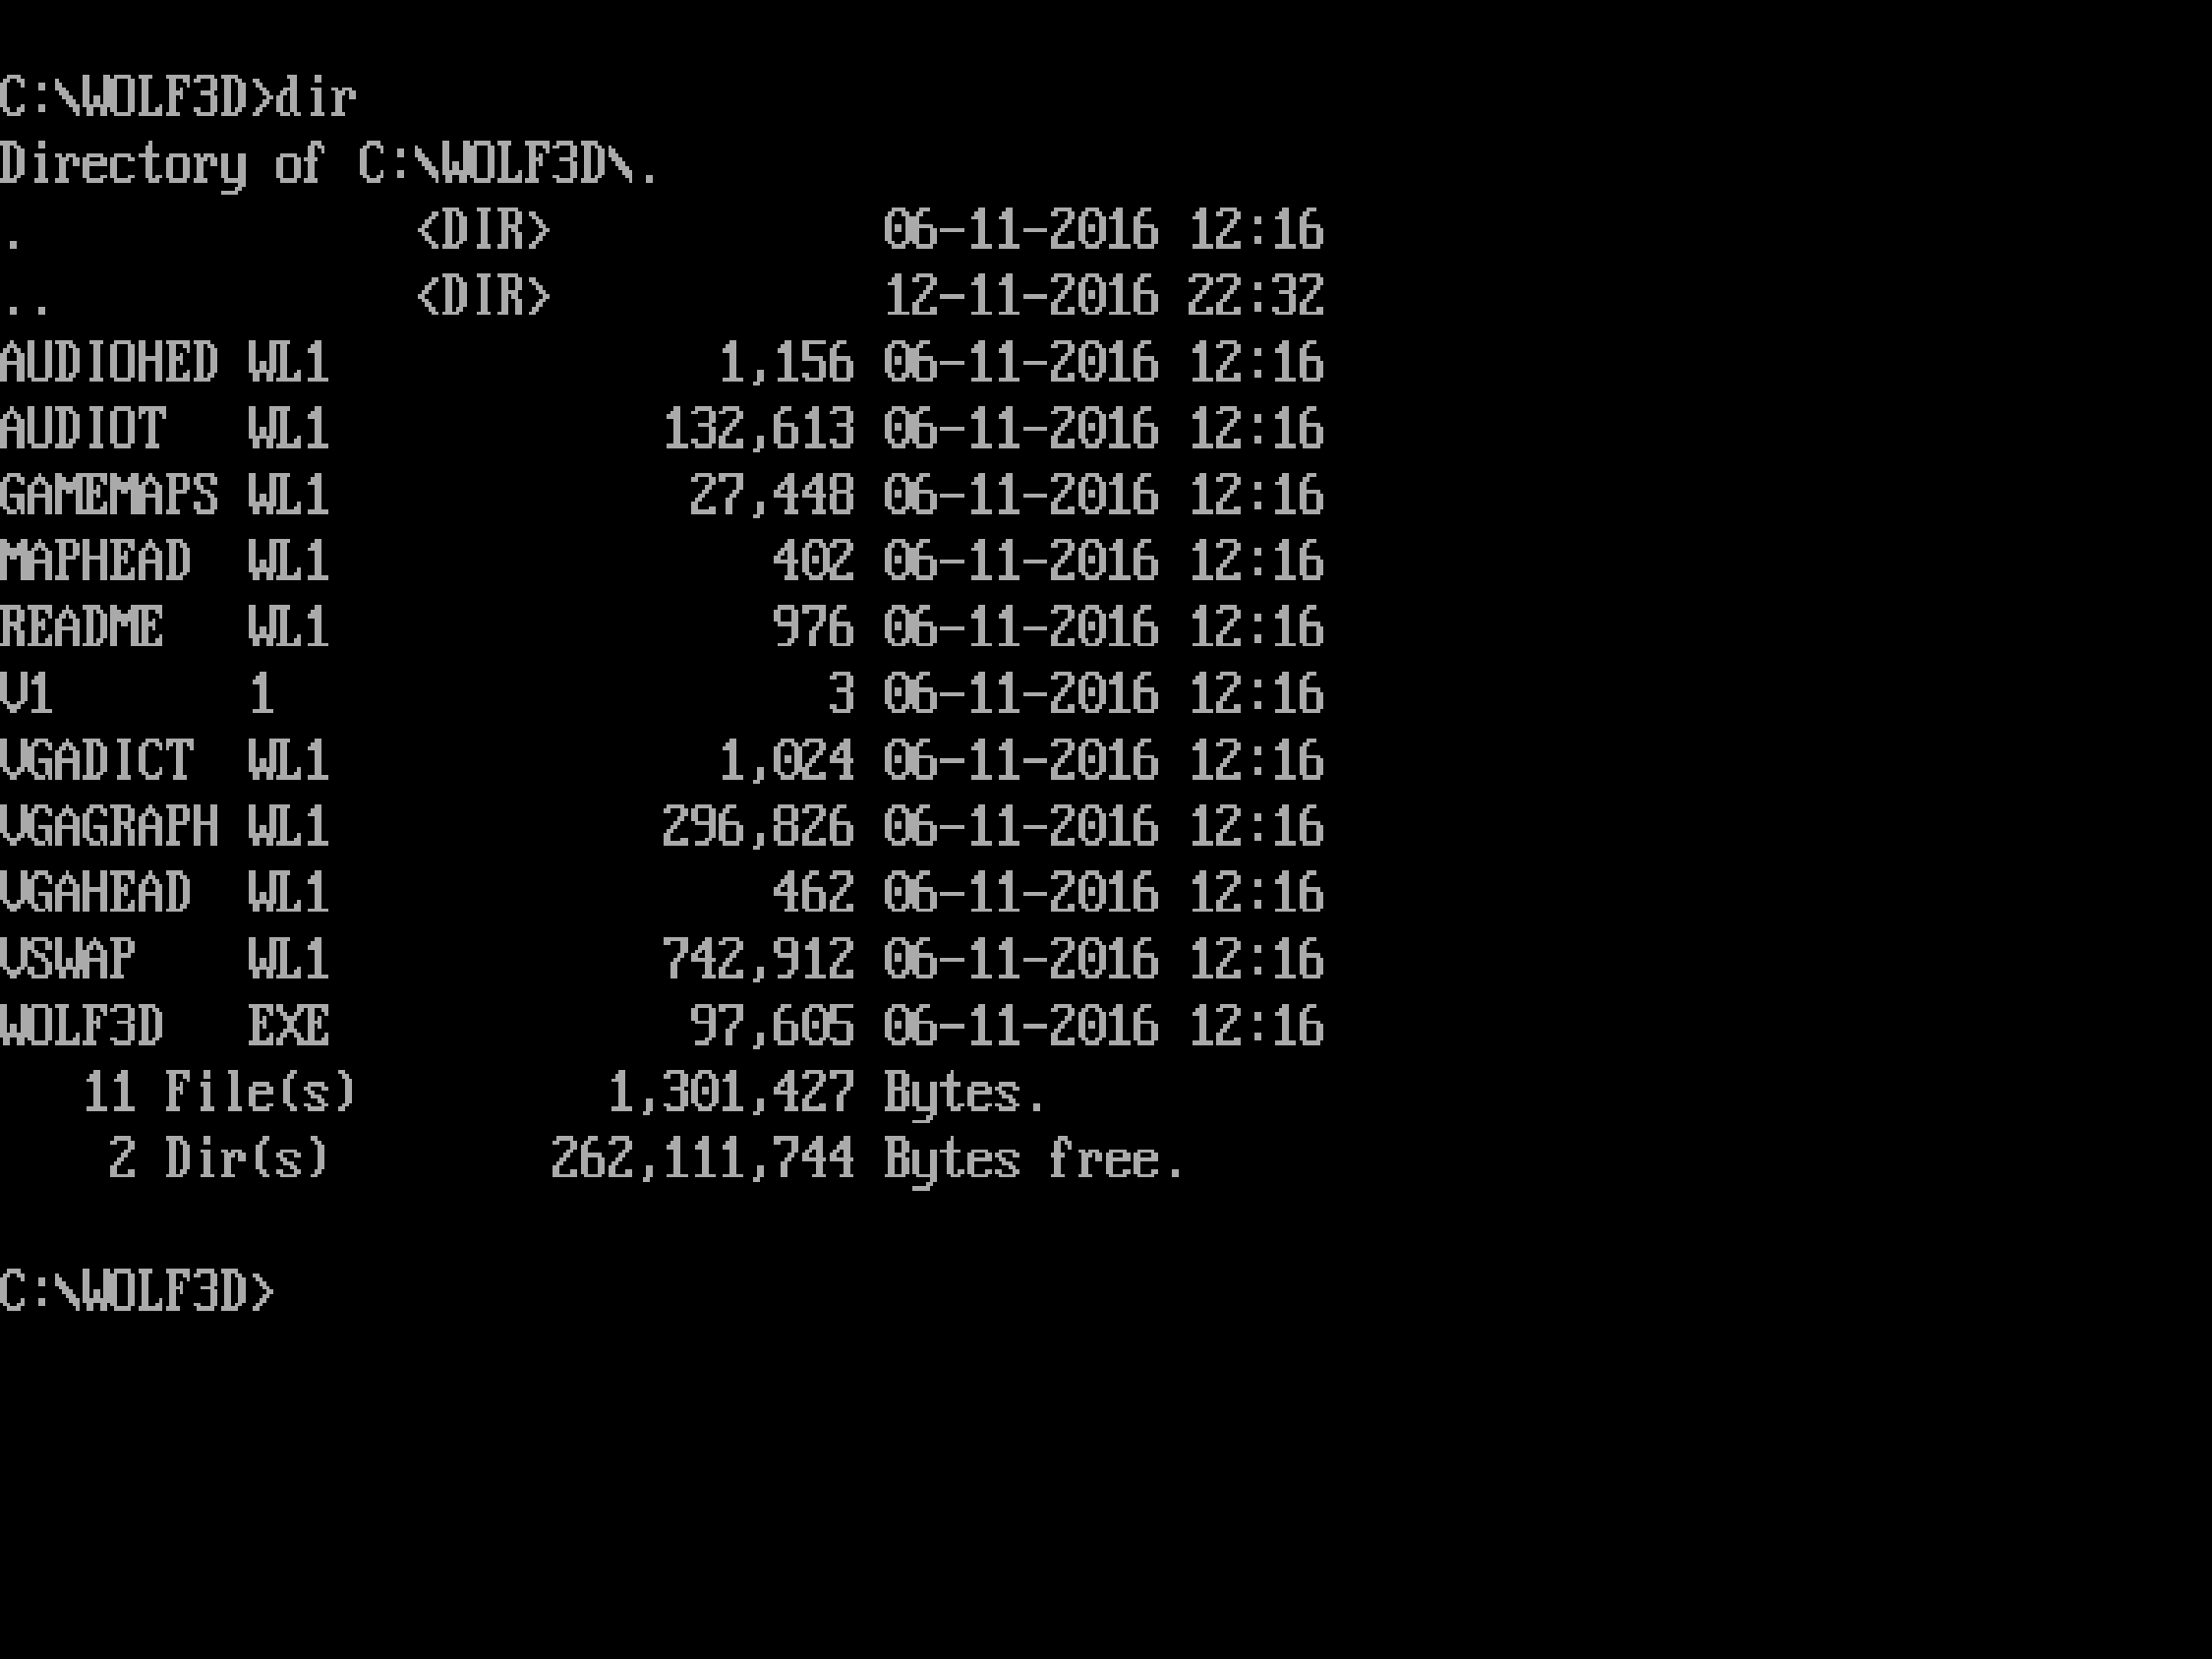 C:\WOLF3D>dir
Directory of C:\WOLF3D\.
.              <DIR>            06-11-2016 12:16
..             <DIR>            12-11-2016 22:32
AUDIOHED WL1              1,156 06-11-2016 12:16
AUDIOT   WL1            132,613 06-11-2016 12:16
GAMEMAPS WL1             27,448 06-11-2016 12:16
MAPHEAD  WL1                402 06-11-2016 12:16
README   WL1                976 06-11-2016 12:16
V1       1                    3 06-11-2016 12:16
VGADICT  WL1              1,024 06-11-2016 12:16
VGAGRAPH WL1            296,826 06-11-2016 12:16
VGAHEAD  WL1                462 06-11-2016 12:16
VSWAP    WL1            742,912 06-11-2016 12:16
WOLF3D   EXE             97,605 06-11-2016 12:16
   11 File(s)         1,301,427 Bytes.
    2 Dir(s)        262,111,744 Bytes free.
C:\WOLF3D>